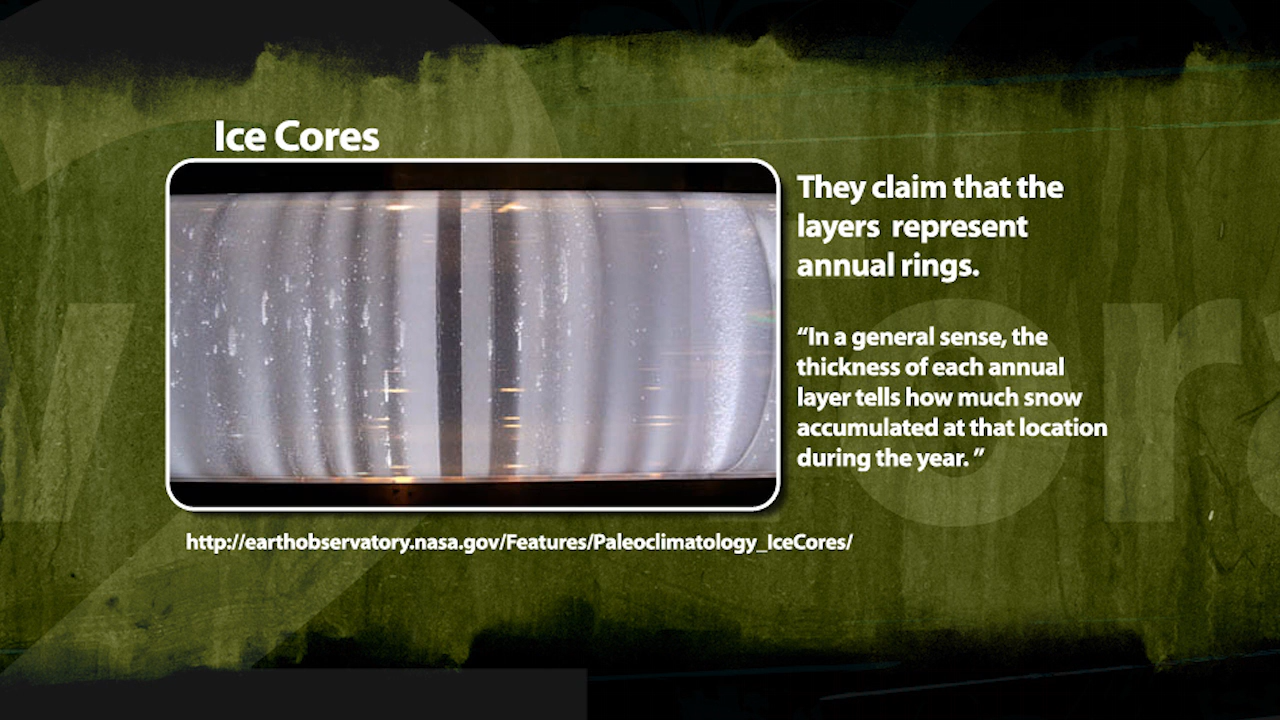 Ice Cores
They claim that the
layers represent
annual rings.
“In a general sense, the
thickness of each annual
layer tells how much snow
accumulated at that location
during the year. ”
http://earthobservatory.nasa.gov/Features/Paleoclimatology_IceCores/